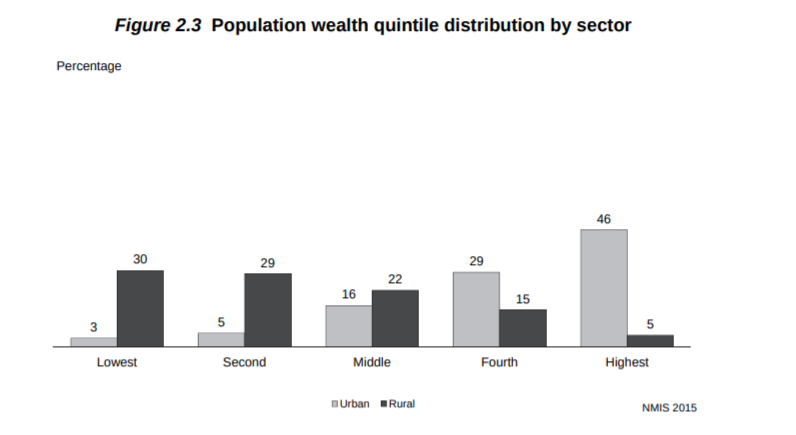 Figure 2.3 Population wealth quintile distribution by sector
Percentage
46
30
29
29
22
16
15
5
5
3
Lowest Second Middle Fourth Highest
Urban Rural
NMIS 2015